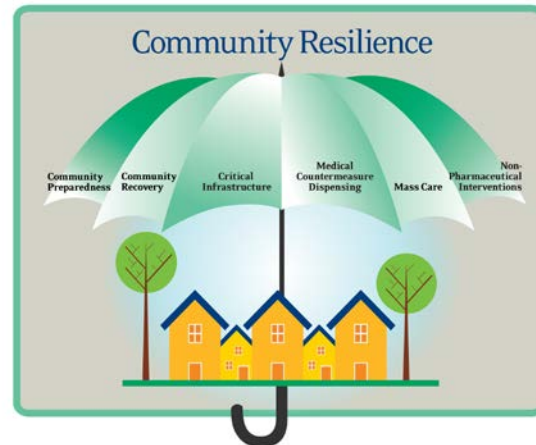 Community Resilience
Community
Preparedness
Community
Recovery
Critical
Infrastructure
Medical
Countermeasure
Dispensing
Mass Care
Non-
Pharmaceutical
Interventions